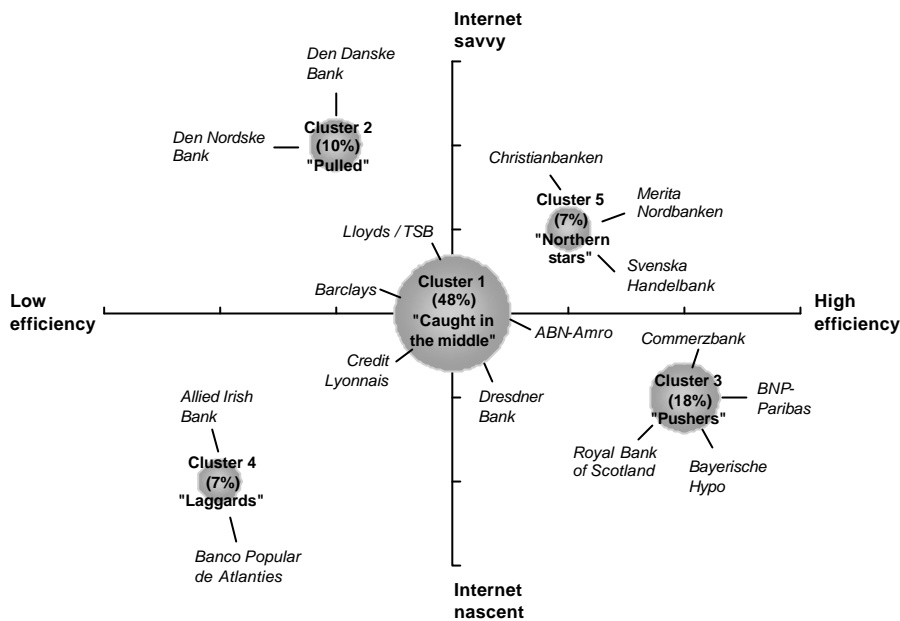 Internet
savvy
Den Danske
Bank
Cluster 2
(10%)
"Pulled"
Den Nordske
Bank
Christianbanken
Cluster 5
(7%)
"Northern
stars"
Merita
Nordbanken
Svenska
Handelbank
Lloyds / TSB
Barclays
Cluster 1
(48%)
"Caught in
the middle"
Low
efficiency
High
efficiency
ABN-Amro
Credit
Lyonnais
Dresdner
Bank
Commerzbank
Cluster 3
(18%)
"Pushers"
BNP-
Paribas
Royal Bank
of Scotland
Bayerische
Hypo
Allied Irish
Bank
Cluster 4
(7%)
"Laggards"
Banco Popular
de Atlanties
Internet
nascent